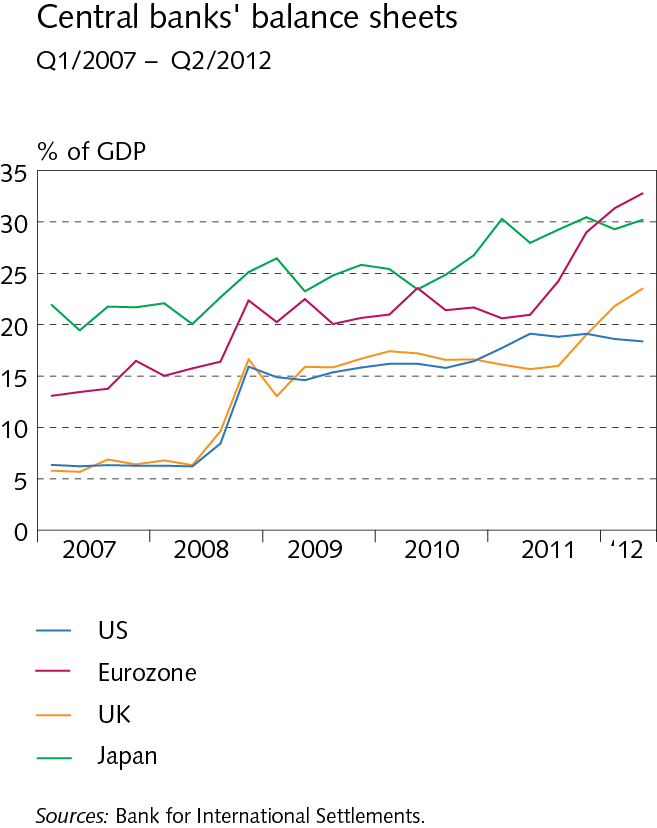 Central banks' balance sheets
Q1/2007 – Q2/2012
% of GDP
35
30
25
20
15
10
5
0
2007 2008 2009 2010 2011 ‘12
US
Eurozone
UK
Japan
Sources: Bank for International Settlements.